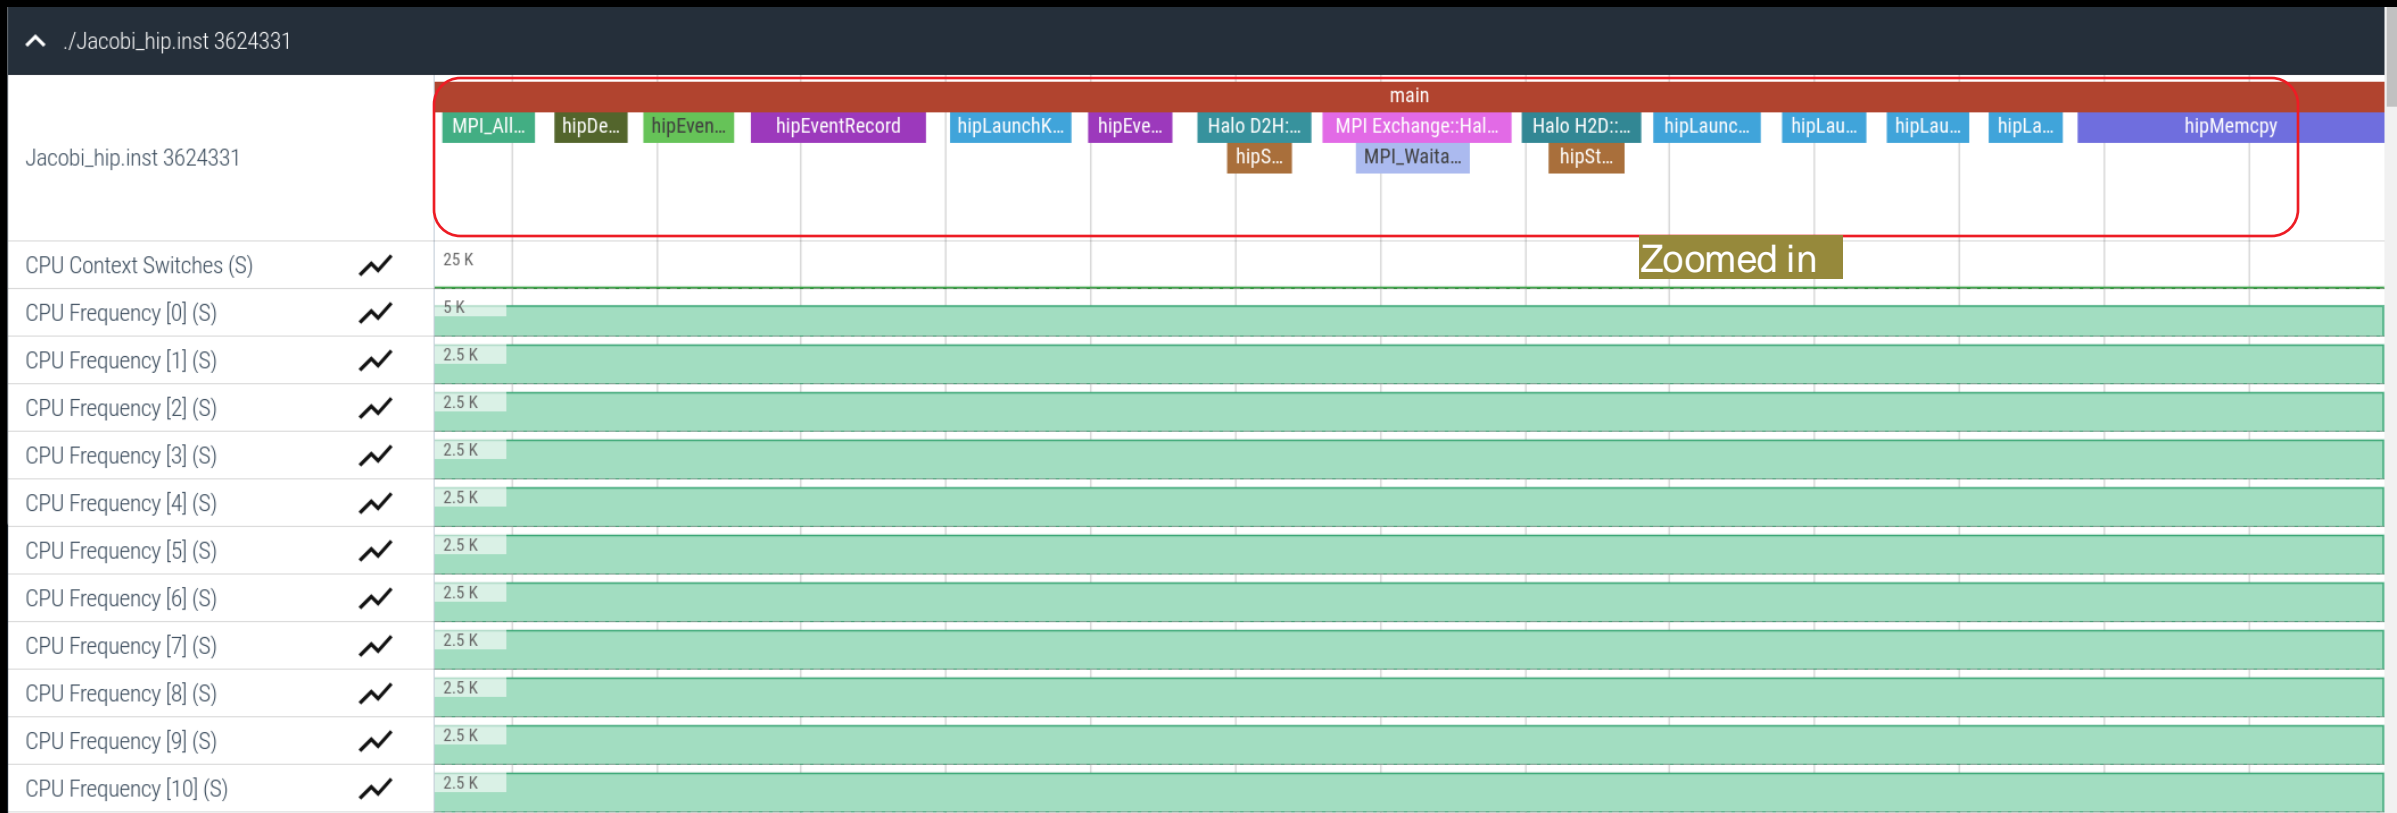 ./Jacobi_hip.inst 3624331
main
MPI_All... hipDe... hipEven... hipEventRecord hipLaunchK... hipEve... Halo D2H:... MPI Exchange::Hal... Halo H2D::... hipLaunc... hipLau... hipLau... hipLa... hipMemcpy
Jacobi_hip.inst 3624331
hipS... MPI_Waita... hipSt...
Zoomed in
CPU Context Switches (S) 25 K
CPU Frequency [0] (S) 5 K
CPU Frequency [1] (S) 2.5 K
CPU Frequency [2] (S) 2.5 K
CPU Frequency [3] (S) 2.5 K
CPU Frequency [4] (S) 2.5 K
CPU Frequency [5] (S) 2.5 K
CPU Frequency [6] (S) 2.5 K
CPU Frequency [7] (S) 2.5 K
CPU Frequency [8] (S) 2.5 K
CPU Frequency [9] (S) 2.5 K
CPU Frequency [10] (S) 2.5 K